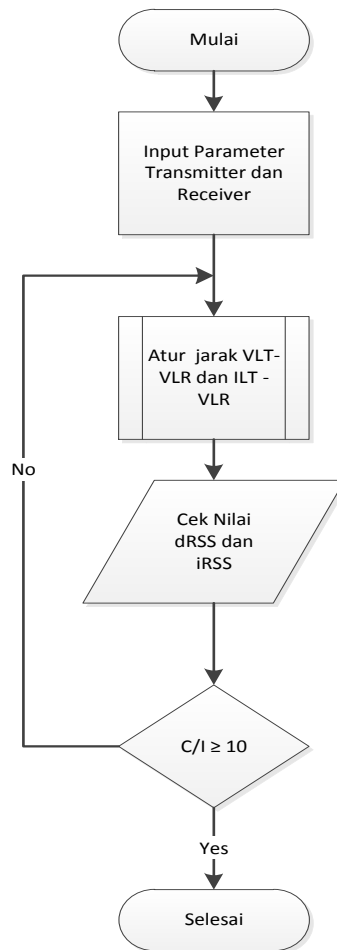 Mulai
Input Parameter
Transmitter dan
Receiver
Atur jarak VLT-
VLR dan ILT -
VLR
No
Cek Nilai
dRSS dan
iRSS
C/I ≥ 10
Yes
Selesai